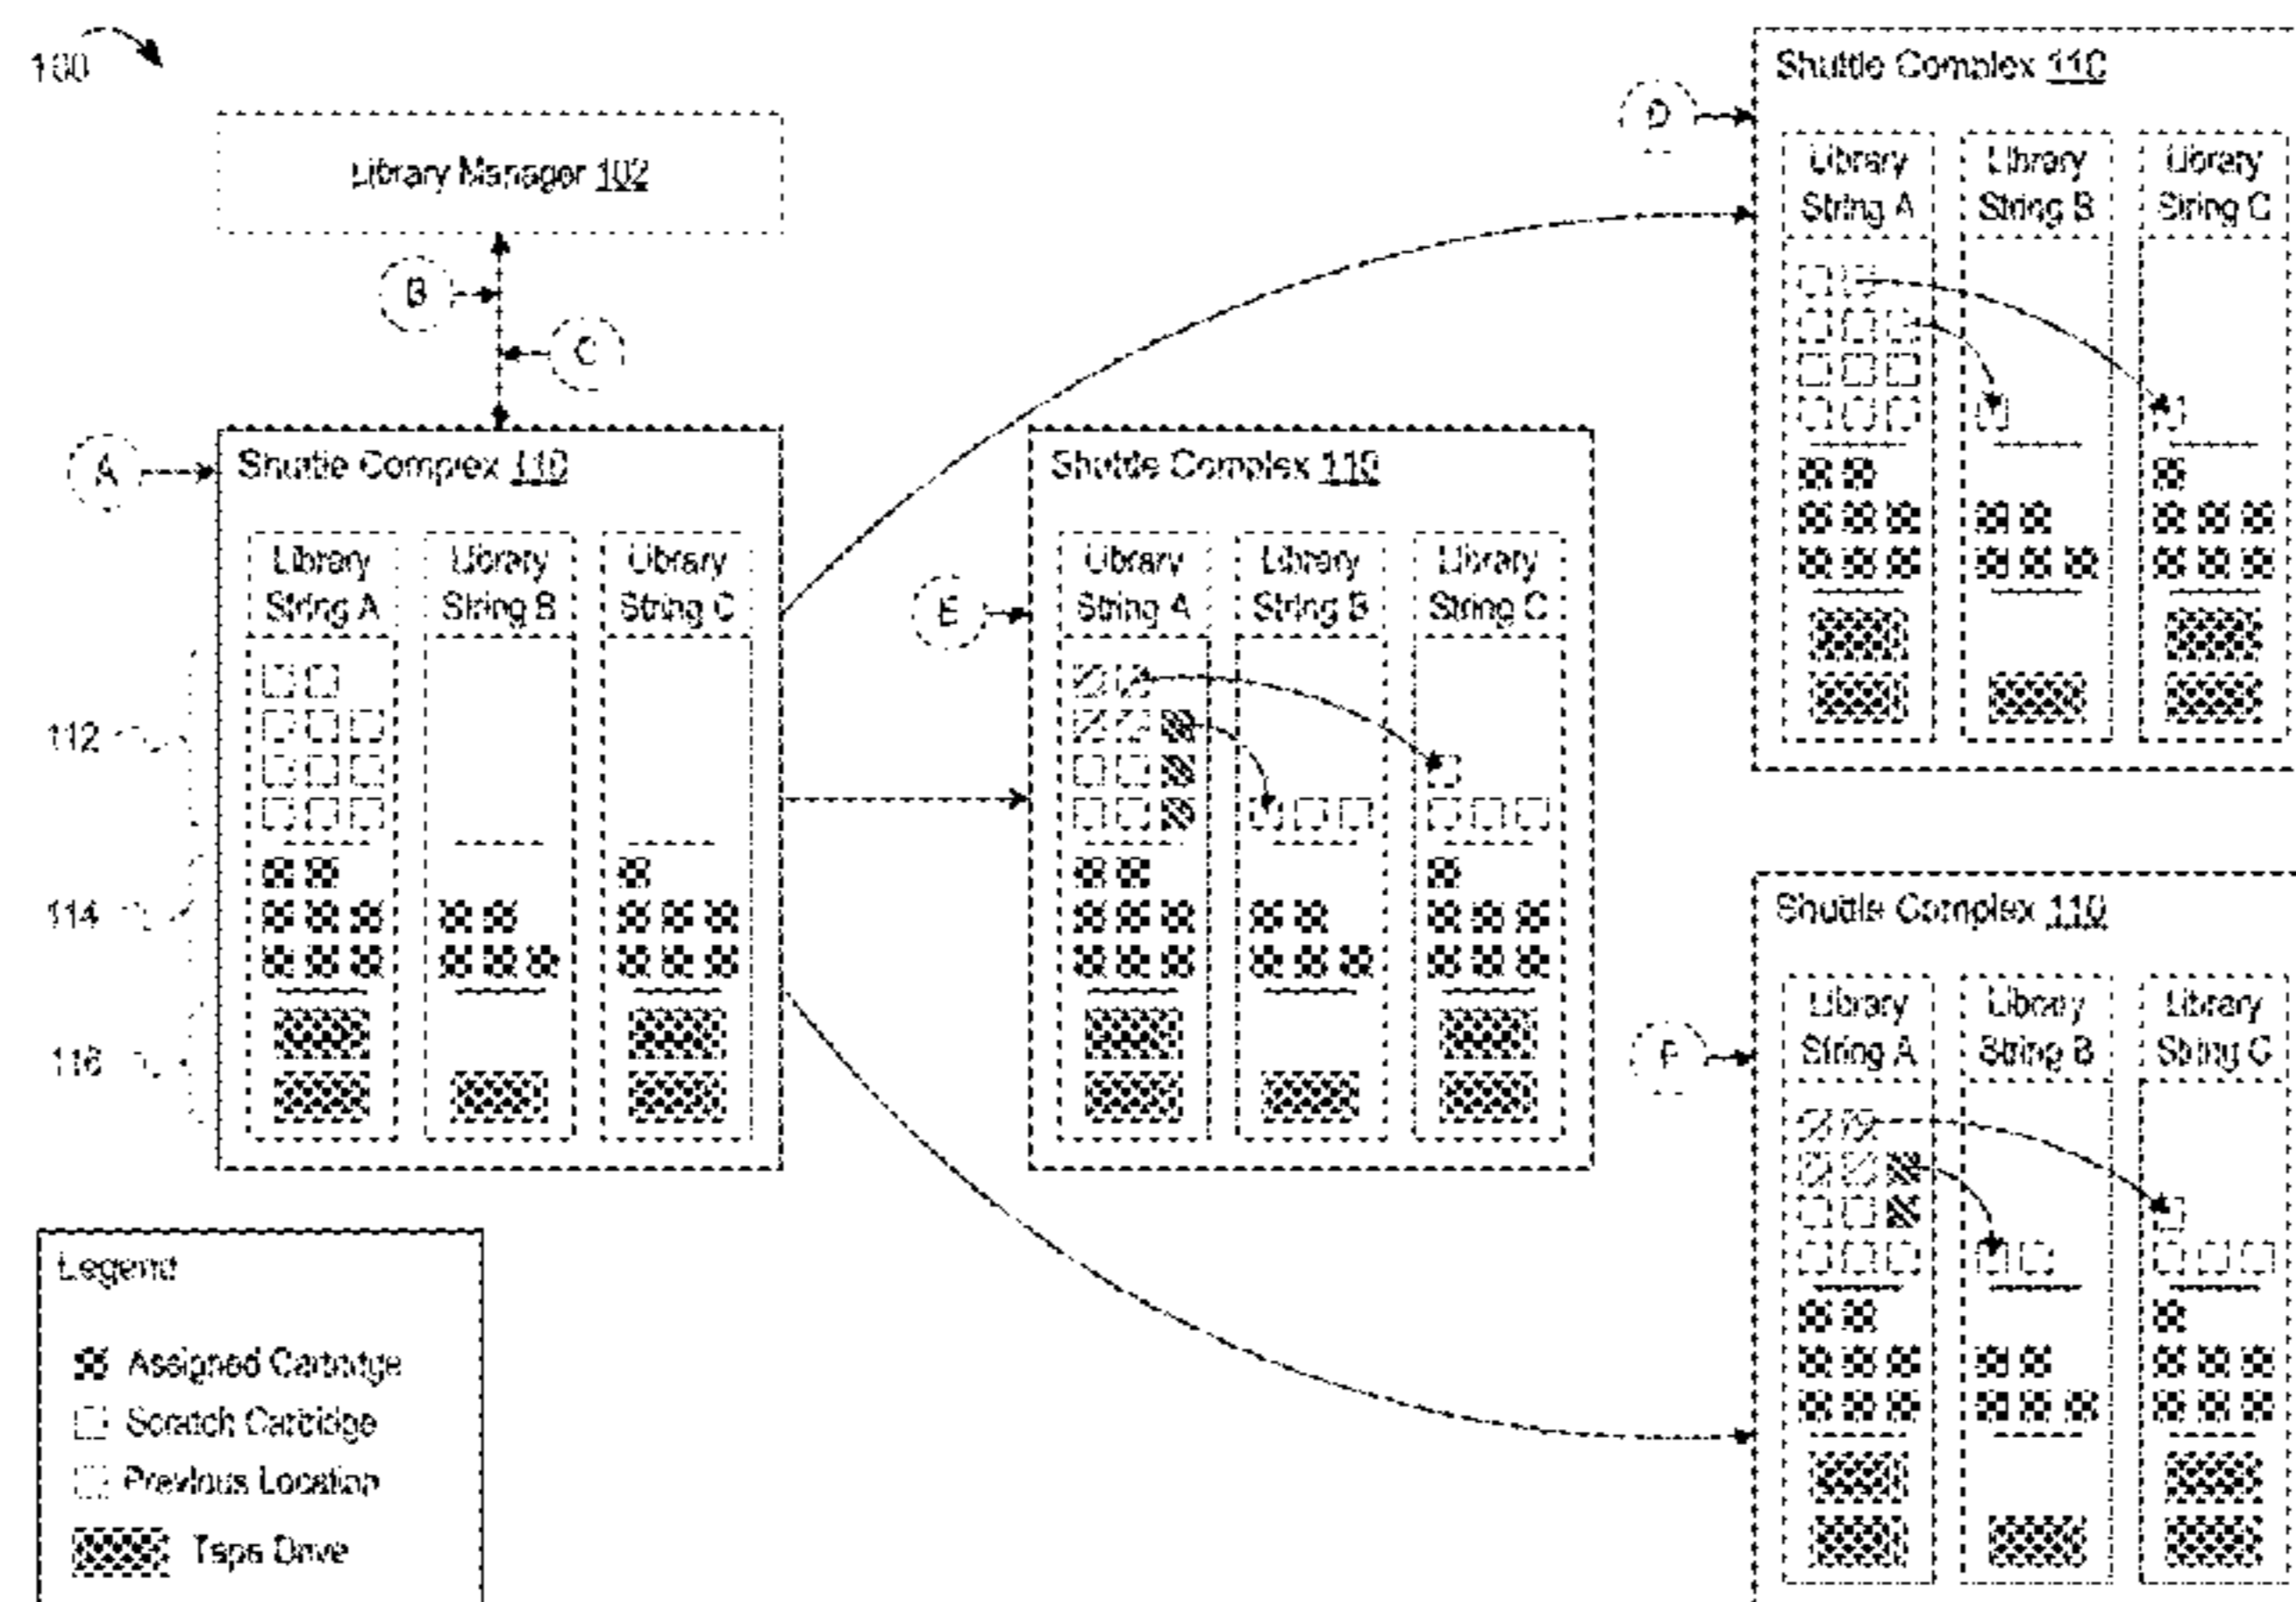 100
Library Manager 102
B
C
A
Shuttle Complex 110
Library String A
Library String B
Library String C
112
114
116
E
Shuttle Complex 110
Library String A
Library String B
Library String C
D
Shuttle Complex 110
Library String A
Library String B
Library String C
F
Shuttle Complex 110
Library String A
Library String B
Library String C
Legend
Assigned Cartridge
Scratch Cartridge
Previous Location
Tape Drive